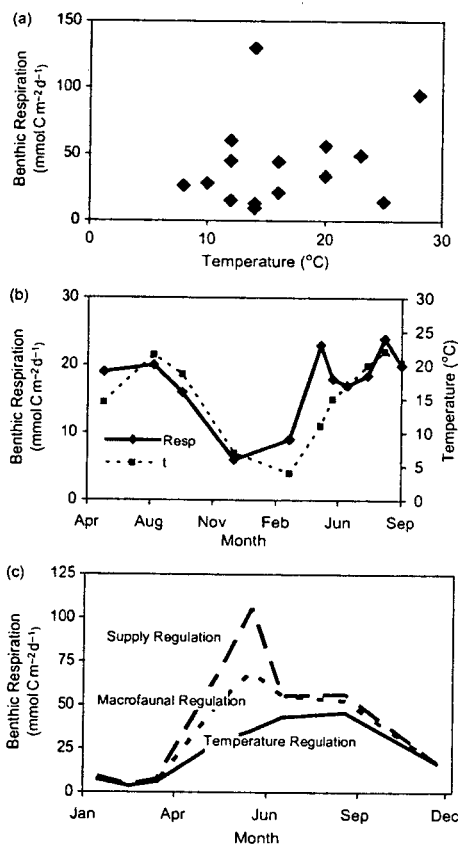 (a)
150
100
50
0
Benthic Respiration
(mmol C m⁻² d⁻¹)
0
10
20
30
Temperature (°C)
(b)
30
20
10
0
Benthic Respiration
(mmol C m⁻²d⁻¹)
30
25
20
15
10
5
0
Temperature (°C)
Resp
t
Apr
Aug
Nov
Feb
Jun
Sep
Month
(c)
125
100
75
50
25
0
Benthic Respiration
(mmol C m⁻²d⁻¹)
Supply Regulation
Macrofaunal Regulation
Temperature Regulation
Jan
Apr
Jun
Sep
Dec
Month